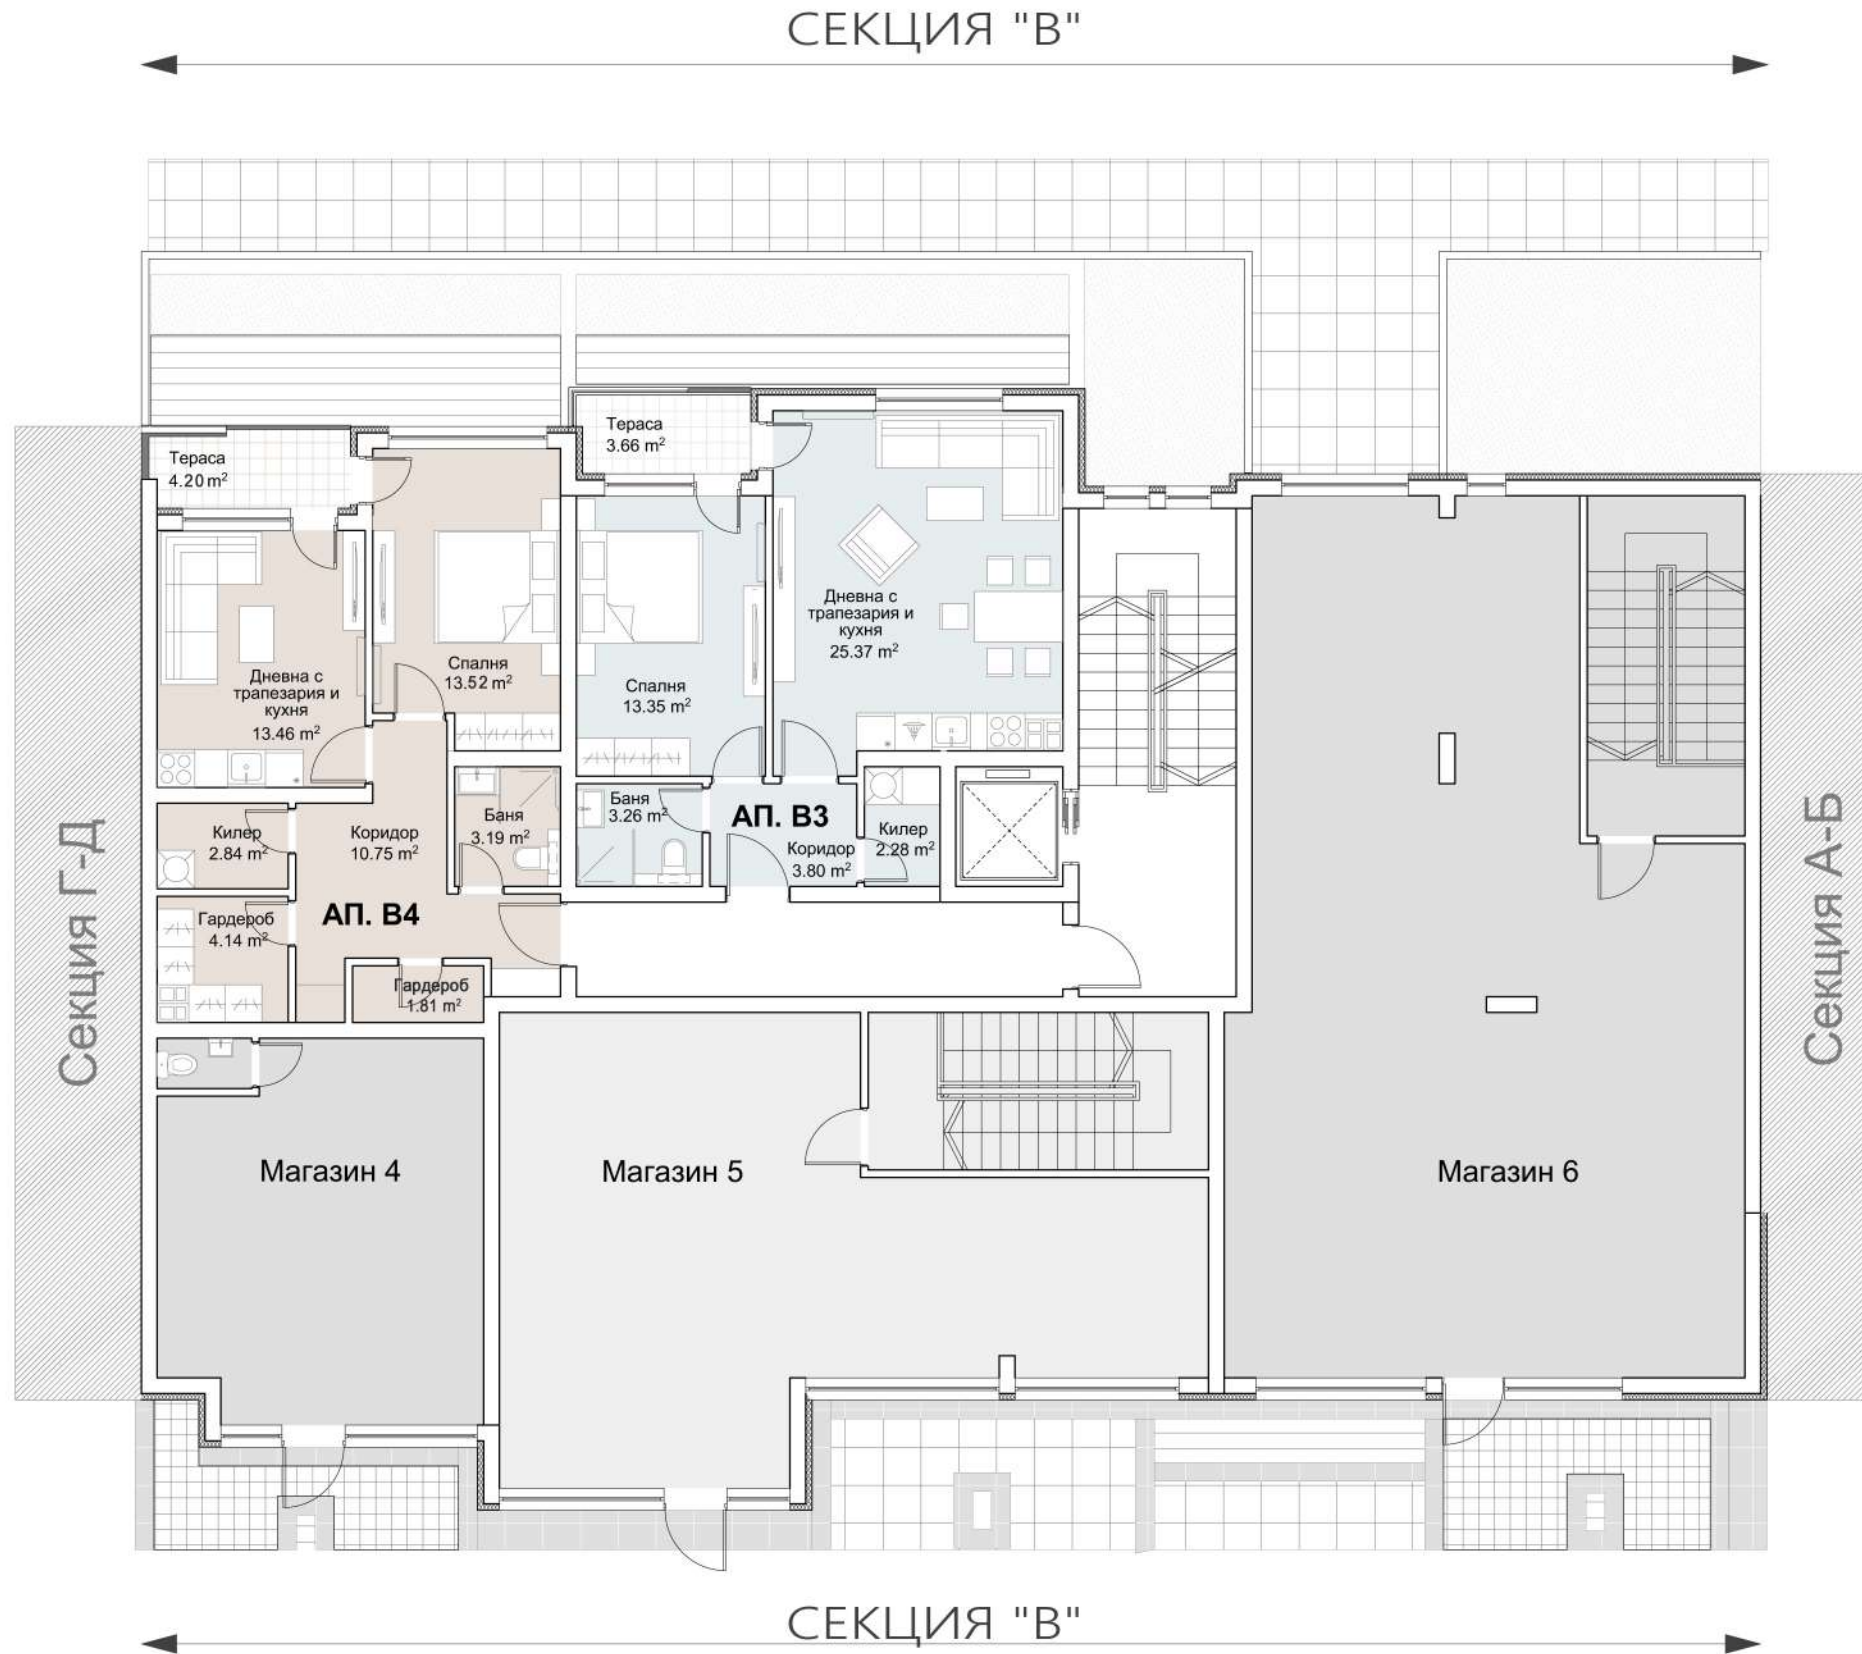 СЕКЦИЯ "В"
Тераса
3.66 m²
Тераса
4.20 m²
Дневна с
трапезария и
кухня
25.37 m²
Спалня
13.52 m²
Спалня
13.35 m²
Дневна с
трапезария и
кухня
13.46 m²
Баня
3.26 m²
АП. В3
Баня
3.19 m²
Килер
2.84 m²
Коридор
10.75 m²
Коридор
3.80 m²
Килер
2.28 m²
Гардероб
4.14 m²
АП. В4
Гардероб
1.81 m²
Секция Г-Д
Секция А-Б
Магазин 4
Магазин 5
Магазин 6
СЕКЦИЯ "В"